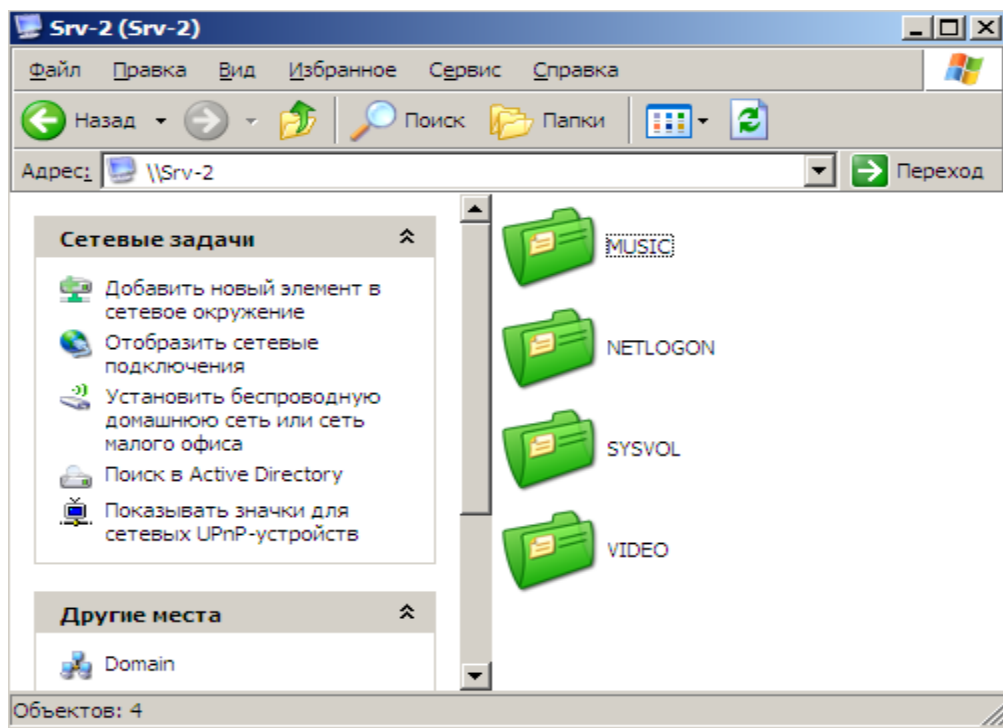 Srv-2 (Srv-2)
Файл Правка Вид Избранное Сервис Справка
Назад Поиск Папки
Адрес: \\Srv-2 Переход
Сетевые задачи
Добавить новый элемент в
сетевое окружение
Отобразить сетевые
подключения
Установить беспроводную
домашнюю сеть или сеть
малого офиса
Поиск в Active Directory
Показывать значки для
сетевых UPnP-устройств
Другие места
Domain
MUSIC
NETLOGON
SYSVOL
VIDEO
Объектов: 4